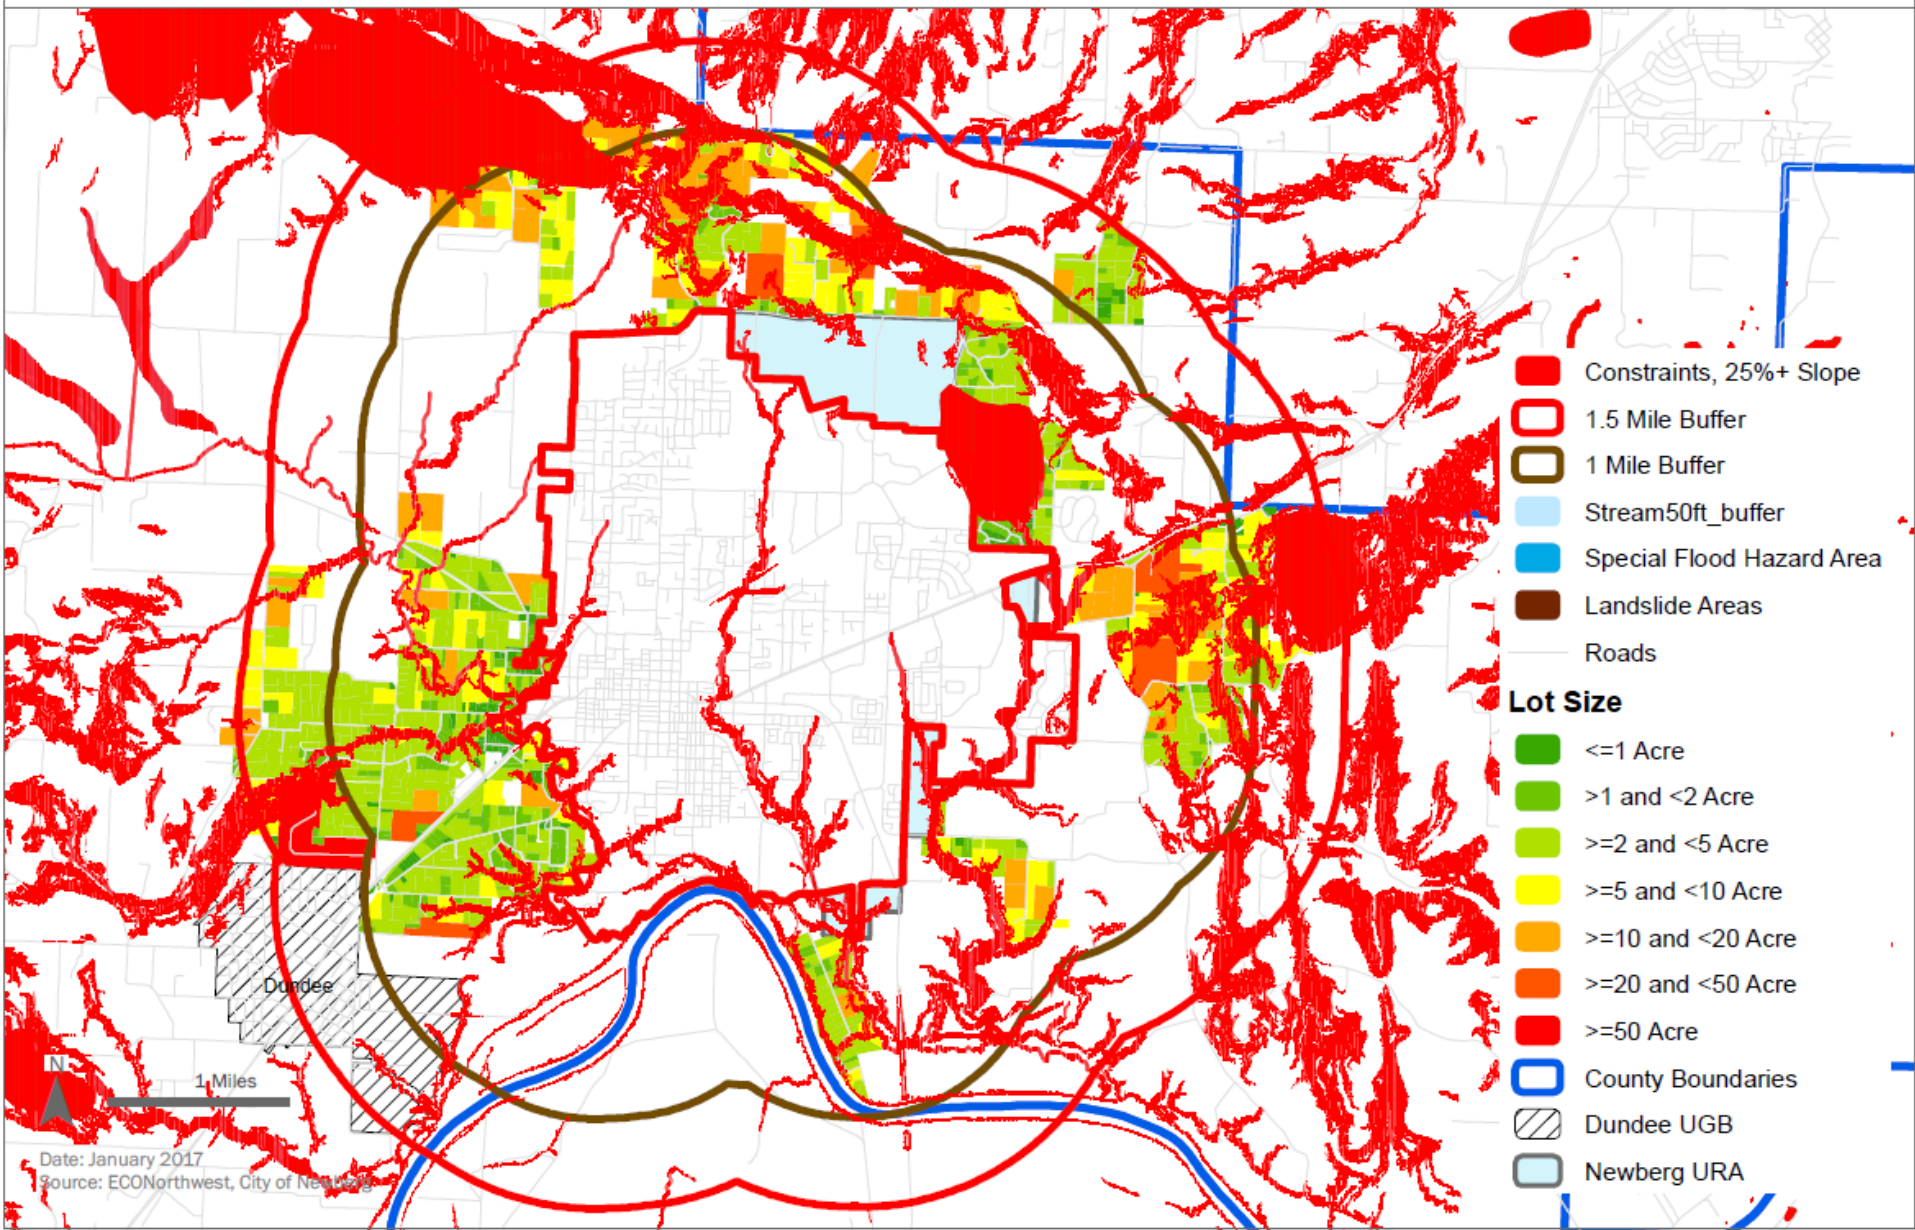 Constraints, 25%+ Slope
1.5 Mile Buffer
1 Mile Buffer
Stream50ft_buffer
Special Flood Hazard Area
Landslide Areas
Roads
Lot Size
<=1 Acre
>1 and <2 Acre
>=2 and <5 Acre
>=5 and <10 Acre
>=10 and <20 Acre
>=20 and <50 Acre
>=50 Acre
County Boundaries
Dundee UGB
Newberg URA
Dundee
N
1 Miles
Date: January 2017
Source: ECONorthwest, City of Newberg